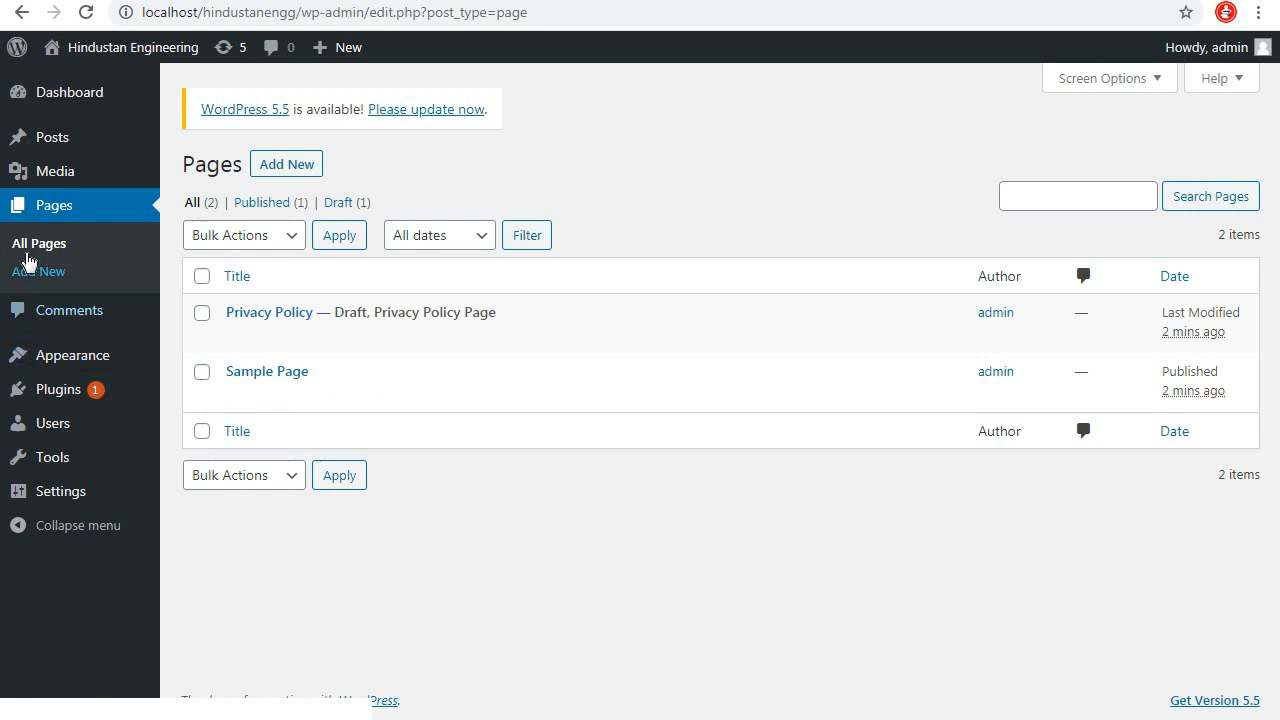 localhost/hindustanengg/wp-admin/edit.php?post_type=page
Hindustan Engineering 5 0 New Howdy, admin
Screen Options Help
Dashboard
Posts
Media
Pages
All Pages
Add New
Comments
Appearance
Plugins 1
Users
Tools
Settings
Collapse menu
WordPress 5.5 is available! Please update now.
Pages Add New
All (2) | Published (1) | Draft (1)
Search Pages
Bulk Actions Apply All dates Filter 2 items
Title Author Date
Privacy Policy — Draft, Privacy Policy Page admin — Last Modified
2 mins ago
Sample Page admin — Published
2 mins ago
Title Author Date
Bulk Actions Apply 2 items
Get Version 5.5